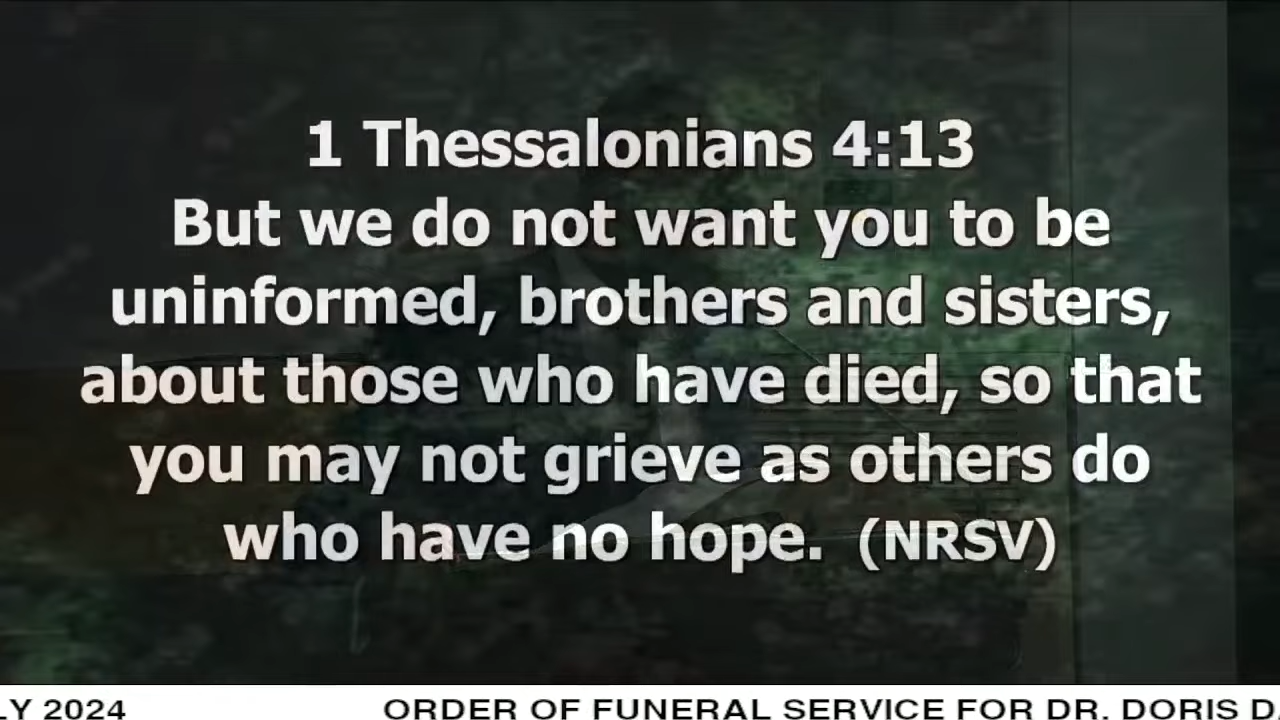 1 Thessalonians 4:13
But we do not want you to be
uninformed, brothers and sisters,
about those who have died, so that
you may not grieve as others do
who have no hope. (NRSV)
LY 2024 ORDER OF FUNERAL SERVICE FOR DR. DORIS D